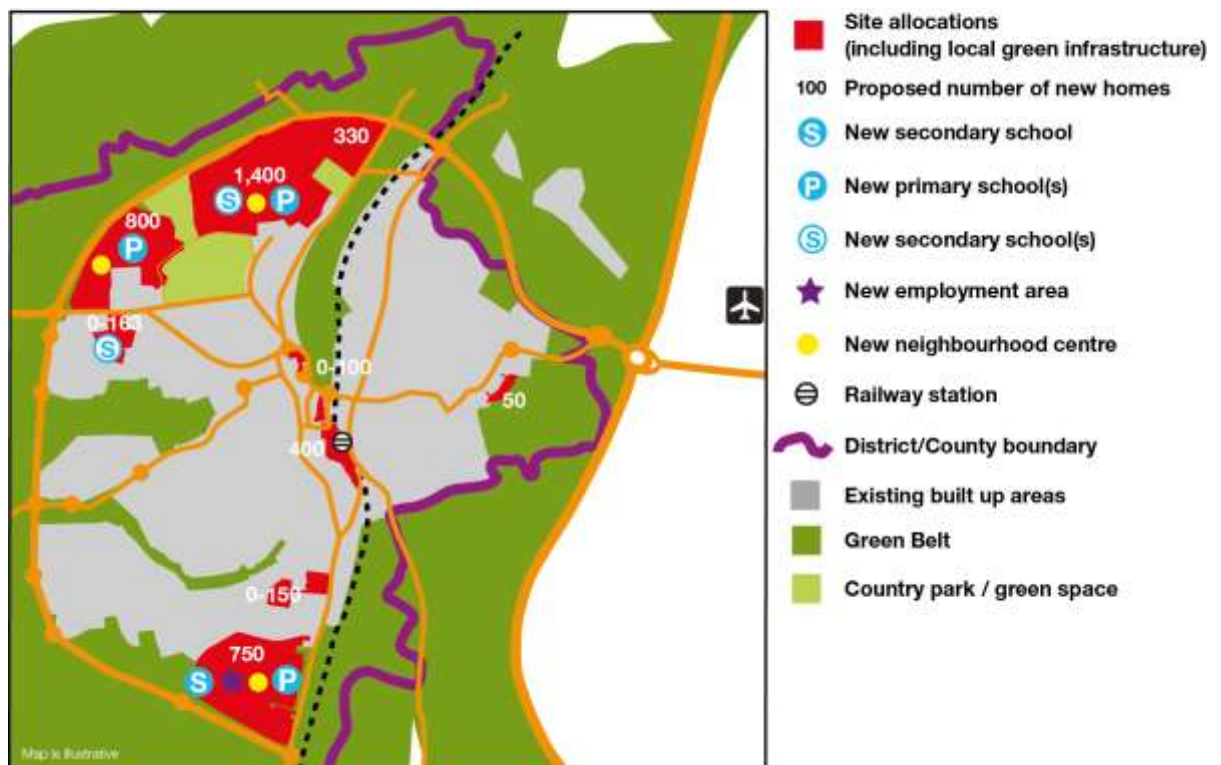 330
1,400
S
P
800
P
0-163
S
0-100
50
400
0-150
750
S
P
Map is illustrative
Site allocations
(including local green infrastructure)
100 Proposed number of new homes
S New secondary school
P New primary school(s)
S New secondary school(s)
New employment area
New neighbourhood centre
Railway station
District/County boundary
Existing built up areas
Green Belt
Country park / green space